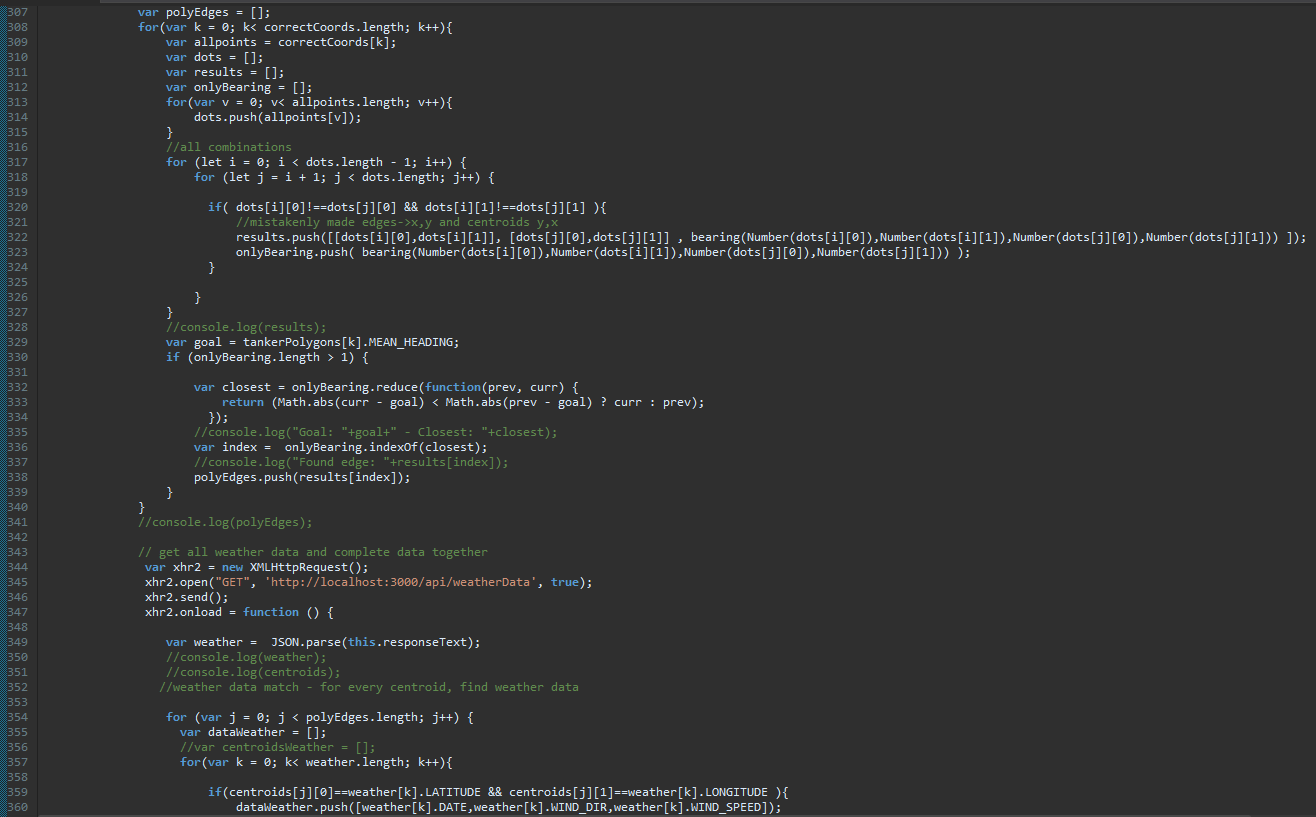 307 var polyEdges = [];
308 for(var k = 0; k< correctCoords.length; k++){
309 var allpoints = correctCoords[k];
310 var dots = [];
311 var results = [];
312 var onlyBearing = [];
313 for(var v = 0; v< allpoints.length; v++){
314 dots.push(allpoints[v]);
315 }
316 //all combinations
317 for (let i = 0; i < dots.length - 1; i++) {
318 for (let j = i + 1; j < dots.length; j++) {
319
320 if( dots[i][0]!==dots[j][0] && dots[i][1]!==dots[j][1] ){
321 //mistakenly made edges->x,y and centroids y,x
322 results.push([[dots[i][0],dots[i][1]], [dots[j][0],dots[j][1]] , bearing(Number(dots[i][0]),Number(dots[i][1]),Number(dots[j][0]),Number(dots[j][1])) ]);
323 onlyBearing.push( bearing(Number(dots[i][0]),Number(dots[i][1]),Number(dots[j][0]),Number(dots[j][1])) );
324 }
325
326 }
327 }
328 //console.log(results);
329 var goal = tankerPolygons[k].MEAN_HEADING;
330 if (onlyBearing.length > 1) {
331
332 var closest = onlyBearing.reduce(function(prev, curr) {
333 return (Math.abs(curr - goal) < Math.abs(prev - goal) ? curr : prev);
334 });
335 //console.log("Goal: "+goal+" - Closest: "+closest);
336 var index =  onlyBearing.indexOf(closest);
337 //console.log("Found edge: "+results[index]);
338 polyEdges.push(results[index]);
339 }
340 }
341 //console.log(polyEdges);
342
343 // get all weather data and complete data together
344 var xhr2 = new XMLHttpRequest();
345 xhr2.open("GET", 'http://localhost:3000/api/weatherData', true);
346 xhr2.send();
347 xhr2.onload = function () {
348
349 var weather =  JSON.parse(this.responseText);
350 //console.log(weather);
351 //console.log(centroids);
352 //weather data match - for every centroid, find weather data
353
354 for (var j = 0; j < polyEdges.length; j++) {
355 var dataWeather = [];
356 //var centroidsWeather = [];
357 for(var k = 0; k< weather.length; k++){
358
359 if(centroids[j][0]==weather[k].LATITUDE && centroids[j][1]==weather[k].LONGITUDE ){
360 dataWeather.push([weather[k].DATE,weather[k].WIND_DIR,weather[k].WIND_SPEED]);